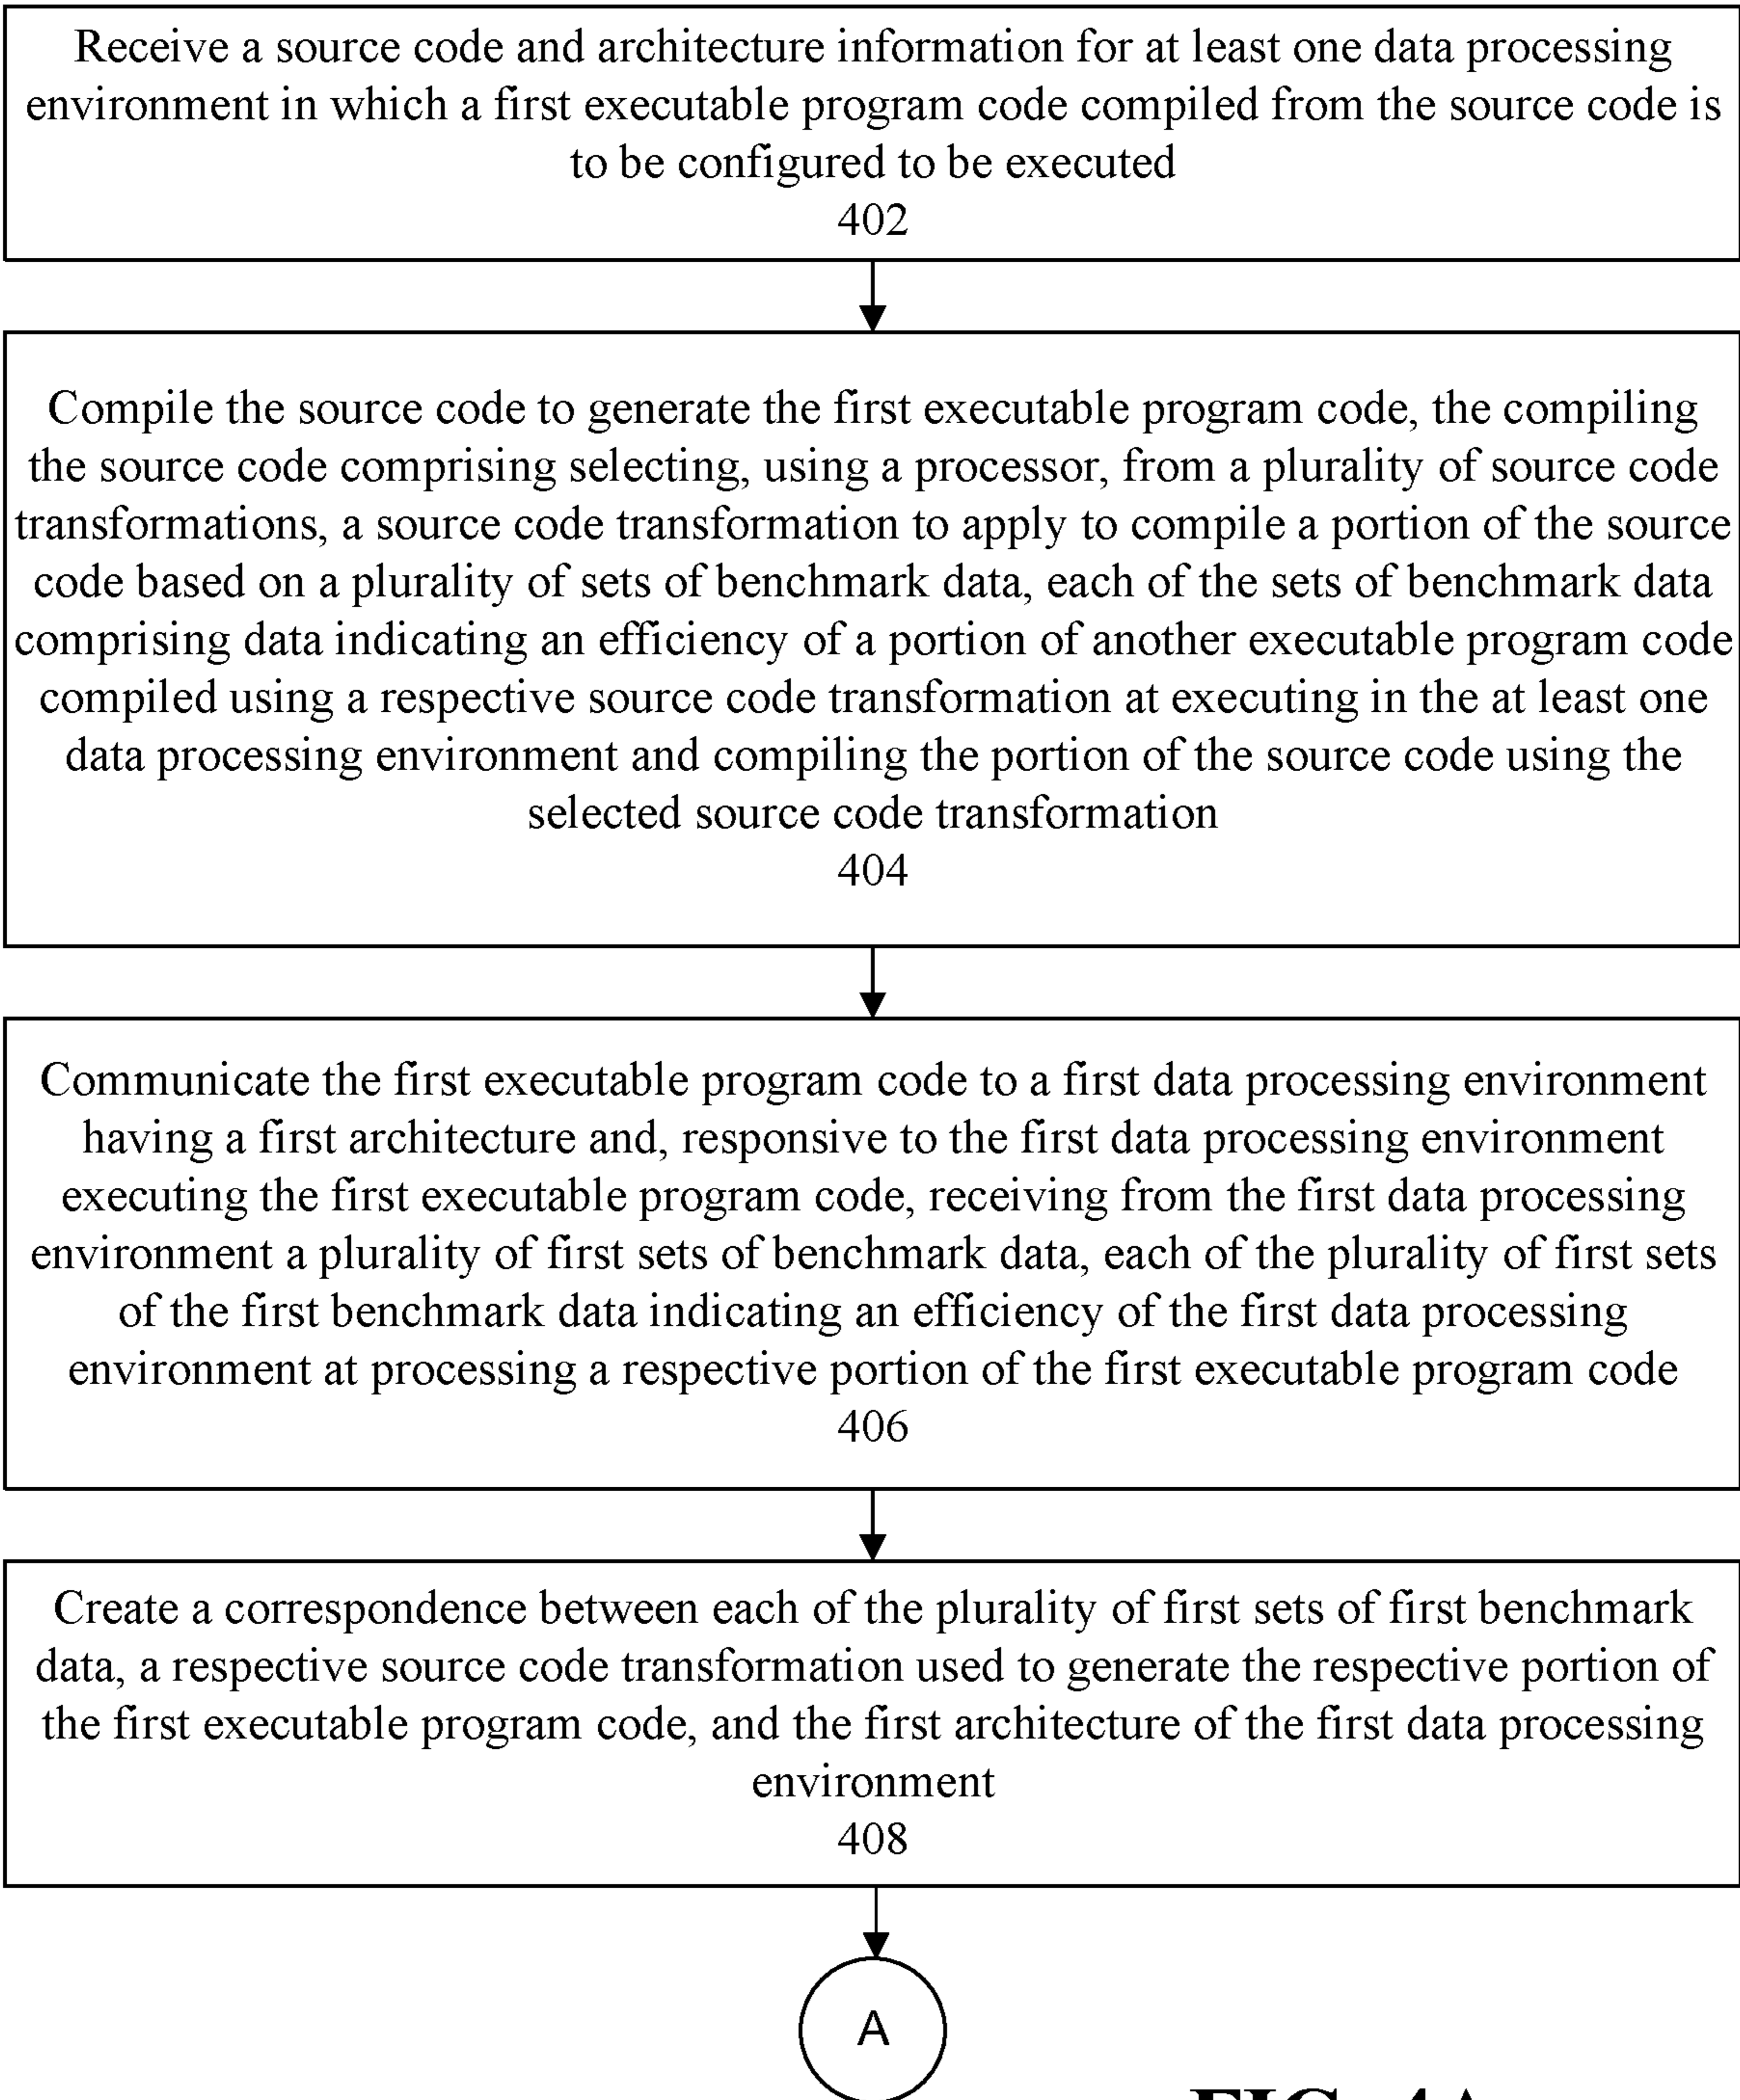 Receive a source code and architecture information for at least one data processing
environment in which a first executable program code compiled from the source code is
to be configured to be executed
402
Compile the source code to generate the first executable program code, the compiling
the source code comprising selecting, using a processor, from a plurality of source code
transformations, a source code transformation to apply to compile a portion of the source
code based on a plurality of sets of benchmark data, each of the sets of benchmark data
comprising data indicating an efficiency of a portion of another executable program code
compiled using a respective source code transformation at executing in the at least one
data processing environment and compiling the portion of the source code using the
selected source code transformation
404
Communicate the first executable program code to a first data processing environment
having a first architecture and, responsive to the first data processing environment
executing the first executable program code, receiving from the first data processing
environment a plurality of first sets of benchmark data, each of the plurality of first sets
of the first benchmark data indicating an efficiency of the first data processing
environment at processing a respective portion of the first executable program code
406
Create a correspondence between each of the plurality of first sets of first benchmark
data, a respective source code transformation used to generate the respective portion of
the first executable program code, and the first architecture of the first data processing
environment
408
A